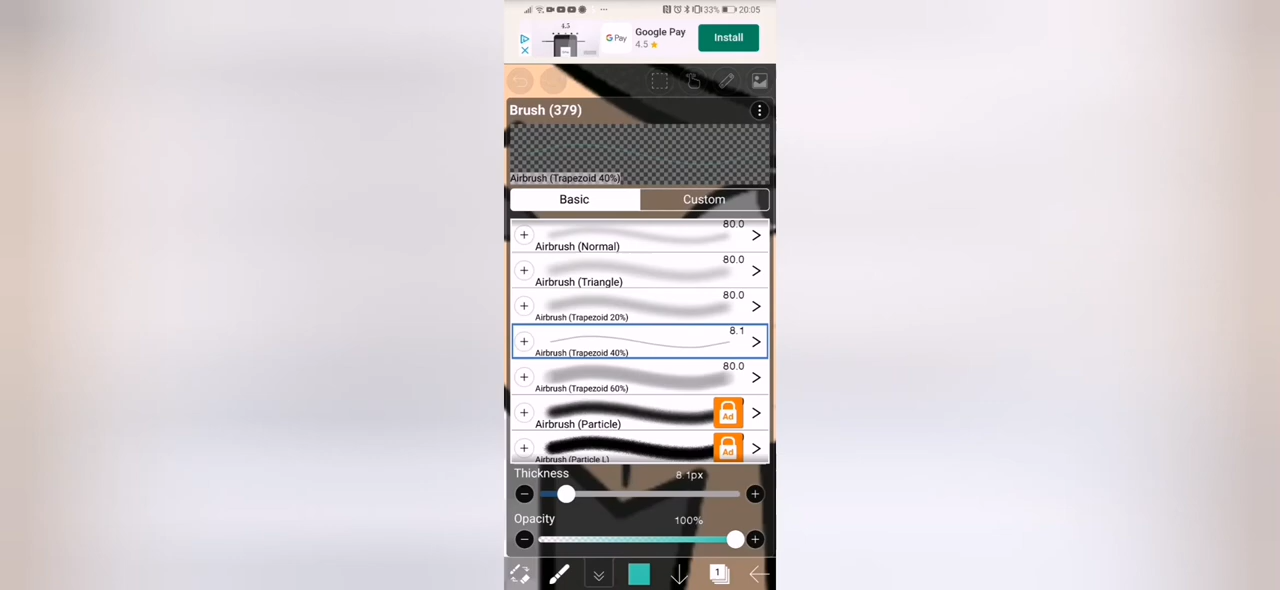 33% 20:05
4.5
G Pay
Google Pay
4.5
Install
Brush (379)
Airbrush (Trapezoid 40%)
Basic
Custom
80.0
Airbrush (Normal)
80.0
Airbrush (Triangle)
80.0
Airbrush (Trapezoid 20%)
8.1
Airbrush (Trapezoid 40%)
80.0
Airbrush (Trapezoid 60%)
Ad
Airbrush (Particle)
Ad
Airbrush (Particle L)
Thickness
8.1px
Opacity
100%
1